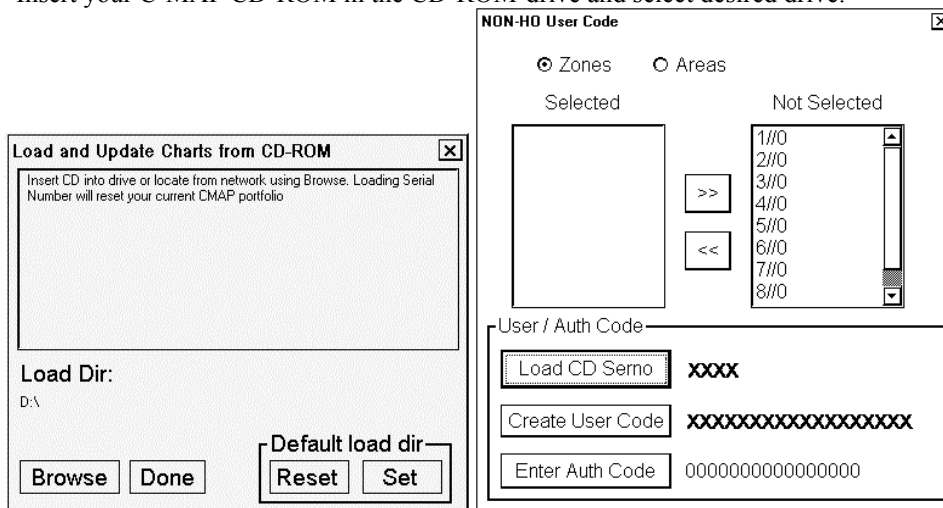 Insert your C-MAP CD-ROM in the CD-ROM drive and select desired drive.
Load and Update Charts from CD-ROM
Insert CD into drive or locate from network using Browse. Loading Serial
Number will reset your current CMAP portfolio
Load Dir:
D:\
Default load dir
Browse
Done
Reset
Set
NON-HO User Code
Zones
Areas
Selected
Not Selected
1//0
2//0
3//0
4//0
5//0
6//0
7//0
8//0
>>
<<
User / Auth Code
Load CD Serno XXXX
Create User Code XXXXXXXXXXXXXXXXXX
Enter Auth Code 0000000000000000